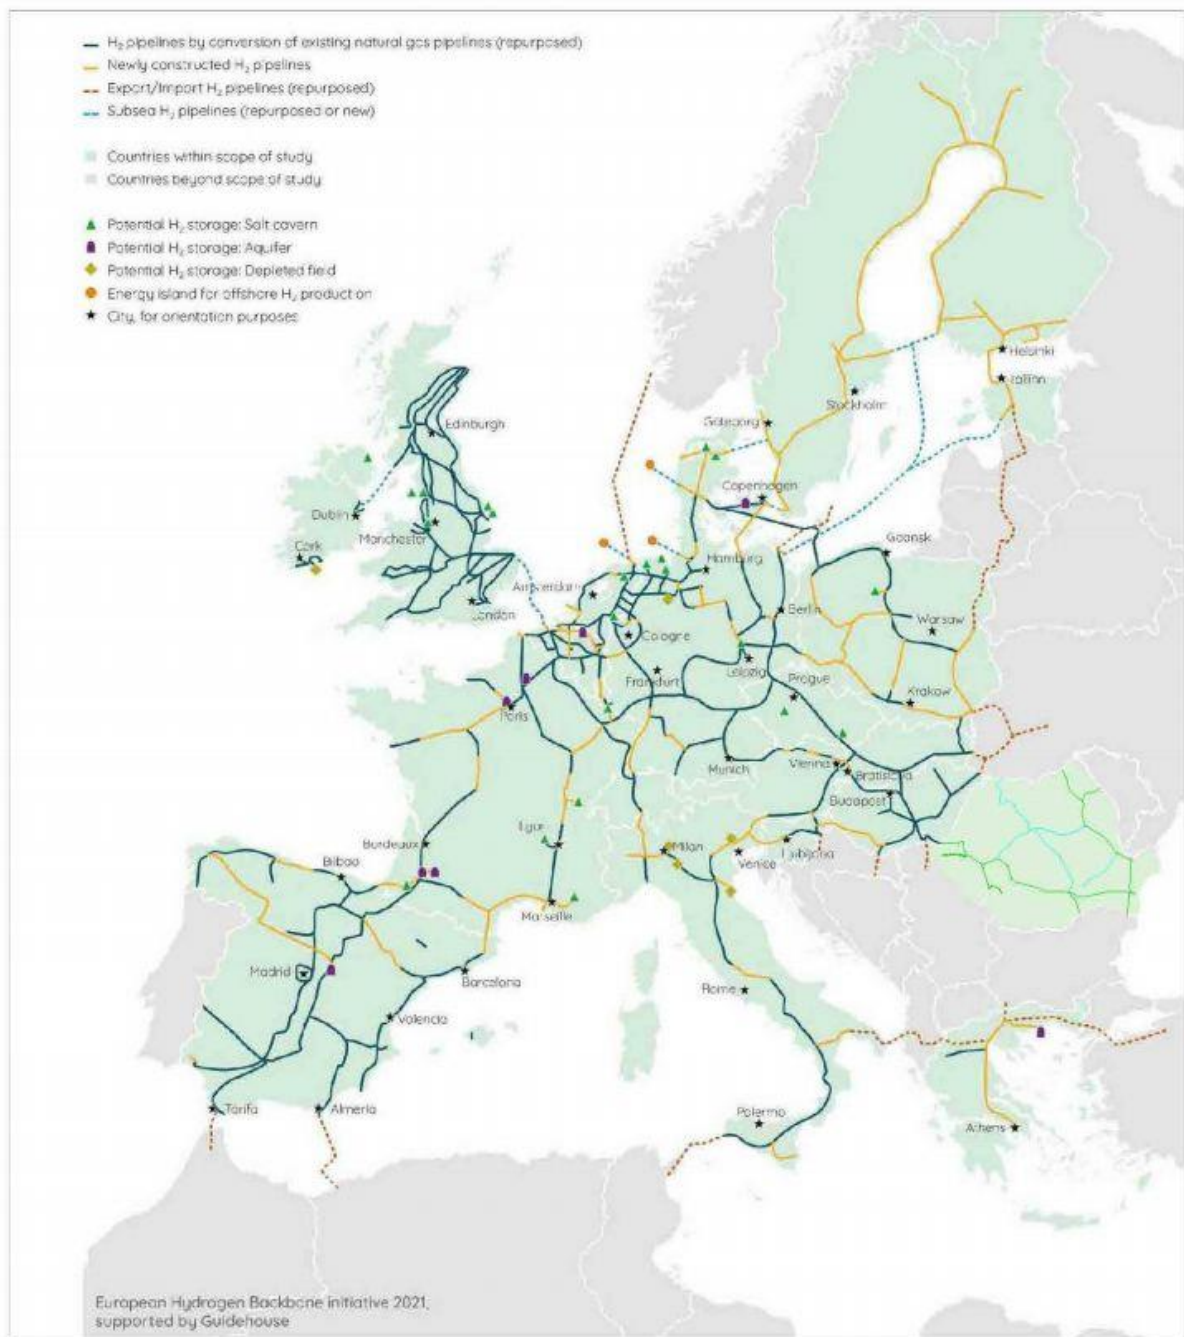 H₂ pipelines by conversion of existing natural gas pipelines (repurposed)
Newly constructed H₂ pipelines
Export/Import H₂ pipelines (repurposed)
Subsea H₂ pipelines (repurposed or new)
Countries within scope of study
Countries beyond scope of study
Potential H₂ storage: Salt cavern
Potential H₂ storage: Aquifer
Potential H₂ storage: Depleted field
Energy island for offshore H₂ production
City, for orientation purposes
Helsinki
Tallinn
Stockholm
Göteborg
Edinburgh
Copenhagen
Dublin
Manchester
Cork
Gdansk
Hamburg
Amsterdam
London
Berlin
Warsaw
Cologne
Leipzig
Frankfurt
Prague
Krakow
Paris
Munich
Vienna
Bratislava
Budapest
Bordeaux
Milan
Venice
Ljubljana
Bilbao
Marseille
Madrid
Barcelona
Rome
Valencia
Tarifa
Almería
Palermo
Athens
European Hydrogen Backbone initiative 2021,
supported by Guidehouse